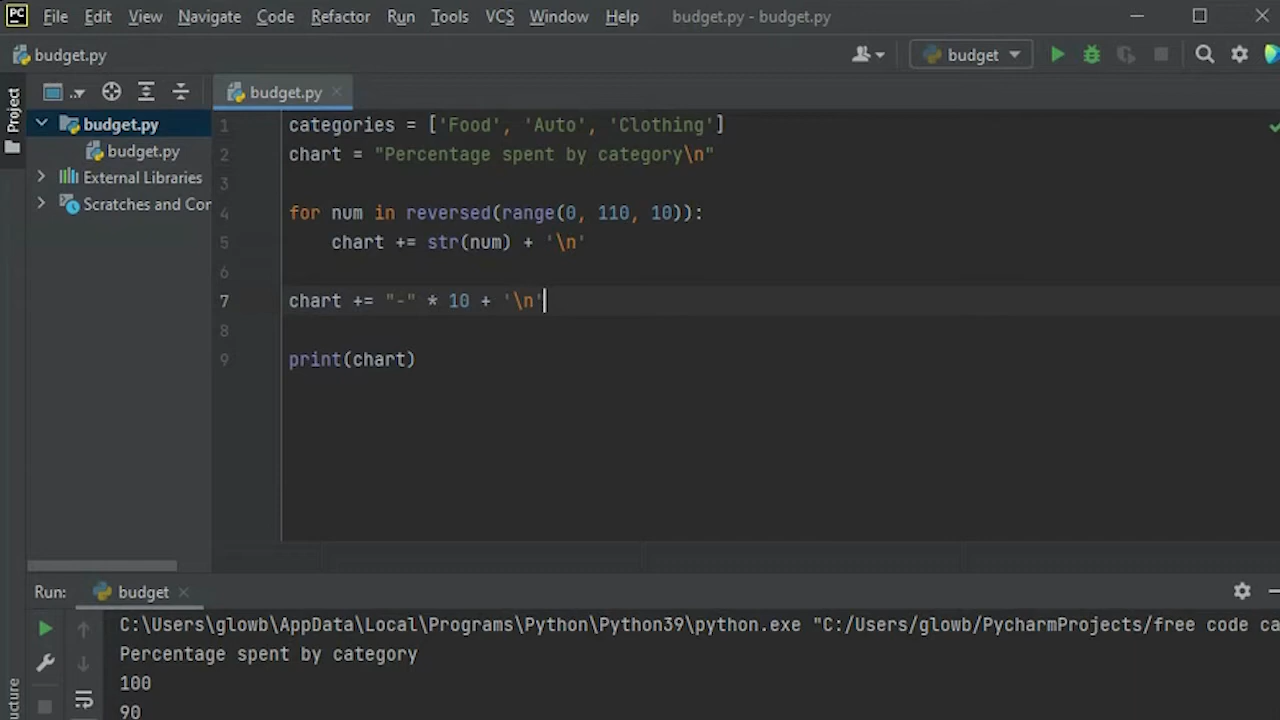 PC File Edit View Navigate Code Refactor Run Tools VCS Window Help budget.py - budget.py
budget.py budget
Project .. budget.py
budget.py
budget.py
External Libraries
Scratches and Con
1 categories = ['Food', 'Auto', 'Clothing']
2 chart = "Percentage spent by category\n"
3
4 for num in reversed(range(0, 110, 10)):
5 chart += str(num) + '\n'
6
7 chart += "-" * 10 + '\n'
8
9 print(chart)
Run: budget
C:\Users\glowb\AppData\Local\Programs\Python\Python39\python.exe "C:/Users/glowb/PycharmProjects/free code ca
Percentage spent by category
100
90
ucture